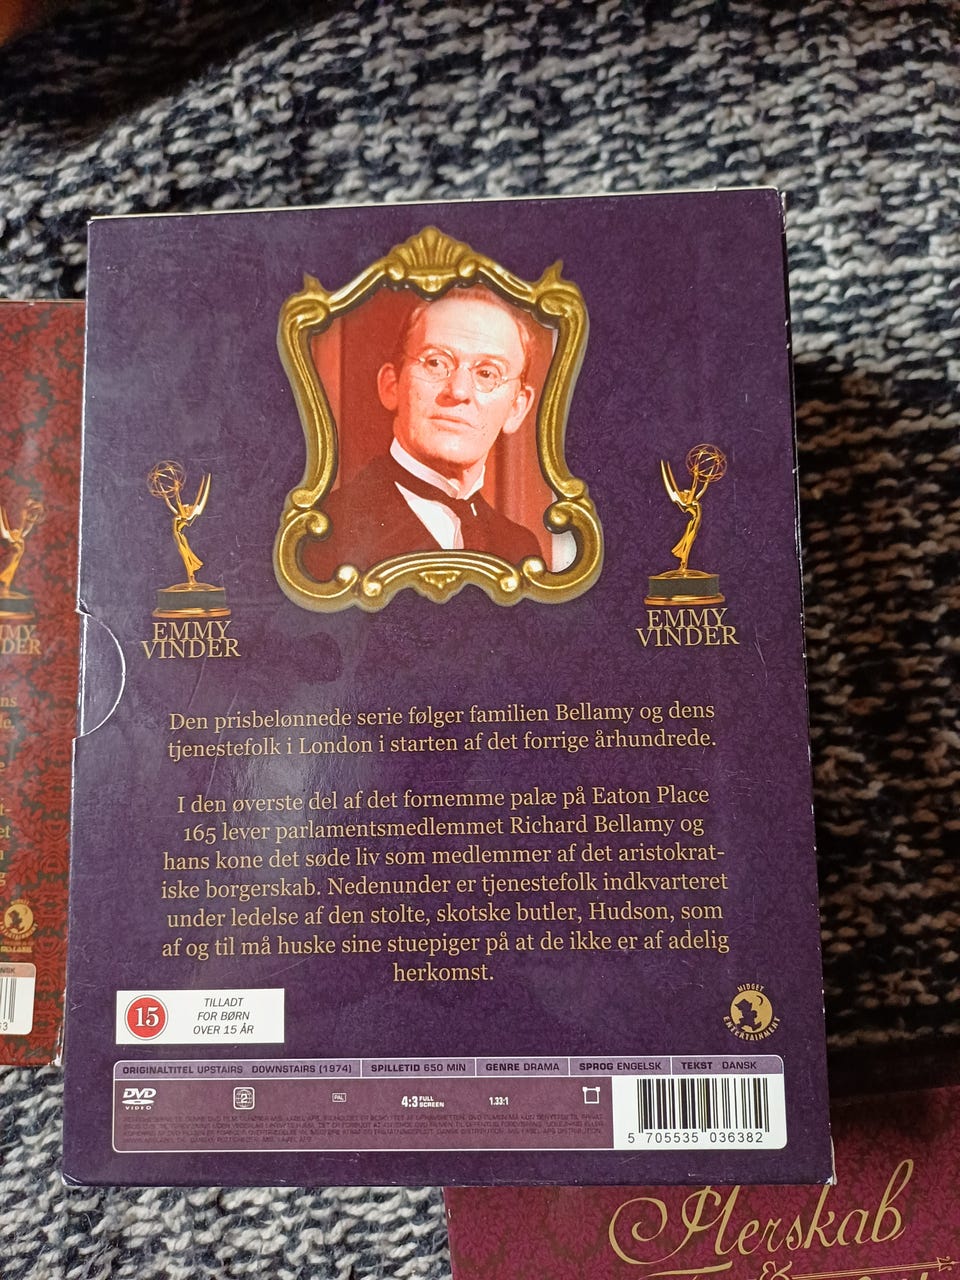 EMMY
VINDER
EMMY
VINDER
Den prisbelønnede serie følger familien Bellamy og dens
tjenestefolk i London i starten af det forrige århundrede.
I den øverste del af det fornemme palæ på Eaton Place
165 lever parlamentsmedlemmet Richard Bellamy og
hans kone det søde liv som medlemmer af det aristokrat-
iske borgerskab. Nedenunder er tjenestefolk indkvarteret
under ledelse af den stolte, skotske butler, Hudson, som
af og til må huske sine stuepiger på at de ikke er af adelig
herkomst.
15
TILLADT
FOR BØRN
OVER 15 ÅR
MIDGET
ENTERTAINMENT
ORIGINALTITEL UPSTAIRS DOWNSTAIRS (1974) SPILLETID 650 MIN GENRE DRAMA SPROG ENGELSK TEKST DANSK
DVD
VIDEO
2
PAL
4:3 FULL
SCREEN
1.33:1
5 705535 036382
Herskab
&